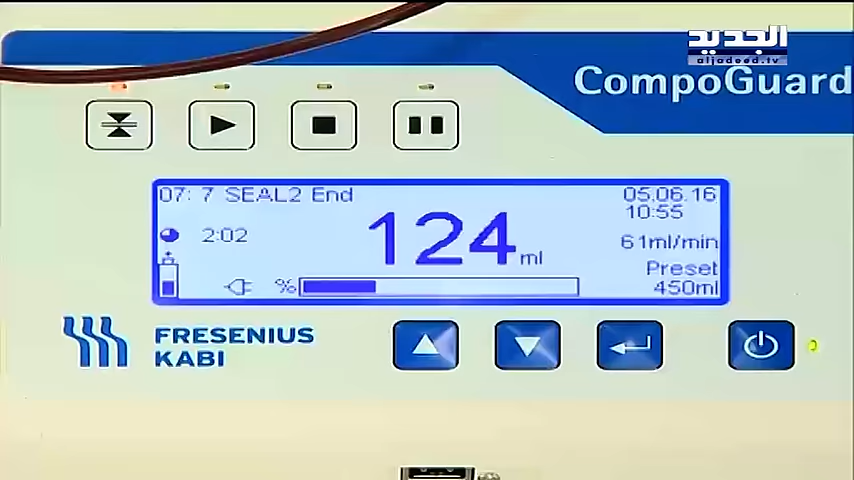 الجديد
aljadeed.tv
CompoGuard
07: 7 SEAL2 End
05.06.16
10:55
2:02
124 ml
61ml/min
Preset
450ml
%
FRESENIUS
KABI